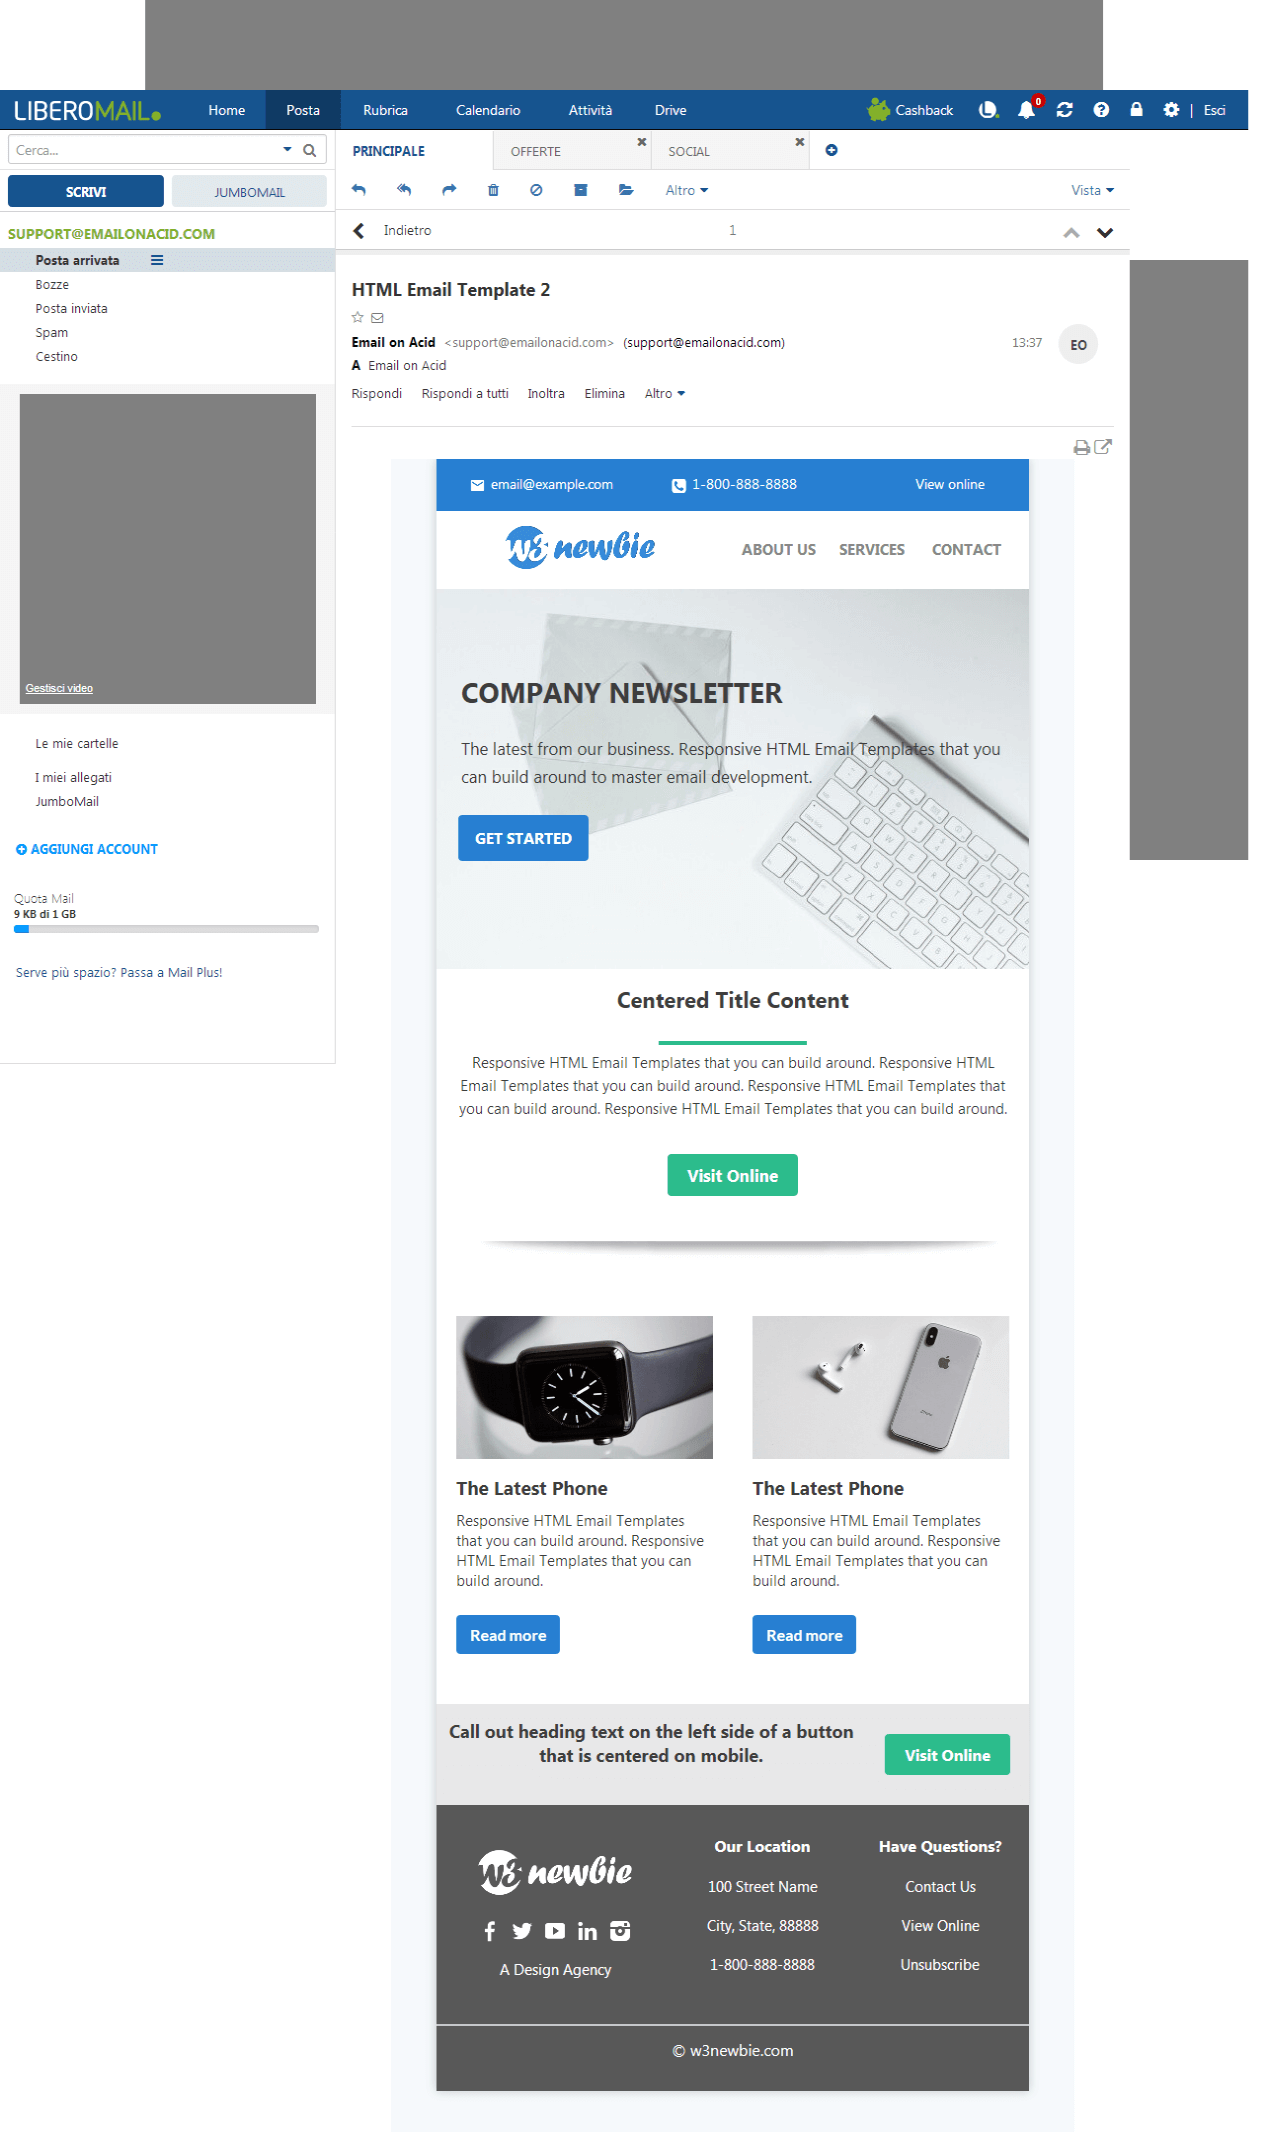 LIBEROMAIL
Home
Posta
Rubrica
Calendario
Attività
Drive
Cashback
0
Esci
Cerca...
SCRIVI
JUMBOMAIL
SUPPORT@EMAILONACID.COM
Posta arrivata
Bozze
Posta inviata
Spam
Cestino
Gestisci video
Le mie cartelle
I miei allegati
JumboMail
AGGIUNGI ACCOUNT
Quota Mail
9 KB di 1 GB
Serve più spazio? Passa a Mail Plus!
PRINCIPALE
OFFERTE
SOCIAL
Altro
Vista
Indietro
1
HTML Email Template 2
Email on Acid <support@emailonacid.com> (support@emailonacid.com)
13:37
EO
A Email on Acid
Rispondi Rispondi a tutti Inoltra Elimina Altro
email@example.com
1-800-888-8888
View online
w3 newbie
ABOUT US
SERVICES
CONTACT
COMPANY NEWSLETTER
The latest from our business. Responsive HTML Email Templates that you
can build around to master email development.
GET STARTED
Centered Title Content
Responsive HTML Email Templates that you can build around. Responsive HTML
Email Templates that you can build around. Responsive HTML Email Templates that
you can build around. Responsive HTML Email Templates that you can build around.
Visit Online
The Latest Phone
Responsive HTML Email Templates
that you can build around. Responsive
HTML Email Templates that you can
build around.
Read more
The Latest Phone
Responsive HTML Email Templates
that you can build around. Responsive
HTML Email Templates that you can
build around.
Read more
Call out heading text on the left side of a button
that is centered on mobile.
Visit Online
w3 newbie
A Design Agency
Our Location
100 Street Name
City, State, 88888
1-800-888-8888
Have Questions?
Contact Us
View Online
Unsubscribe
© w3newbie.com